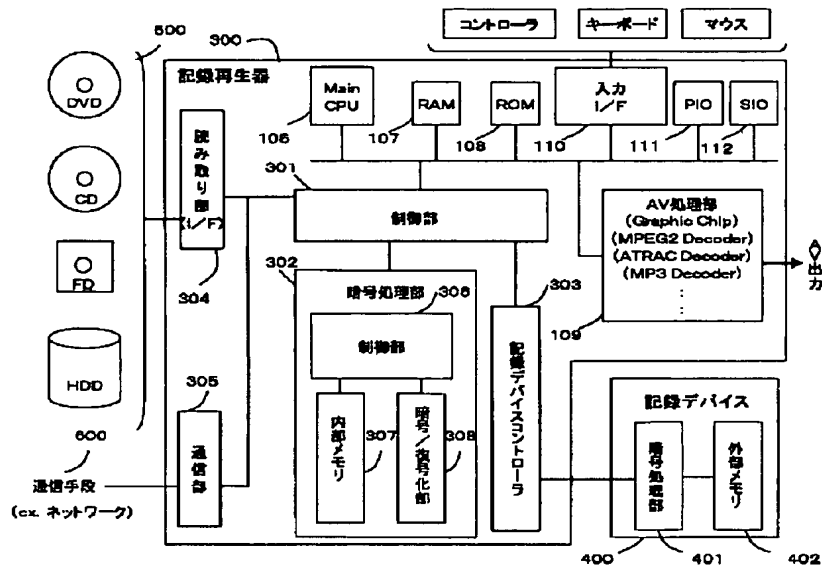 コントローラ
キーボード
マウス
500
300
記録再生器
DVD
CD
FD
HDD
600
通信手段
(ex. ネットワーク)
読み取り部
(I/F)
304
305
通信部
Main
CPU
106
RAM
107
ROM
108
入力
I/F
110
PIO
111
SIO
112
301
制御部
302
暗号処理部
306
制御部
内部メモリ
307
暗号/復号化部
308
303
記録デバイスコントローラ
AV処理部
(Graphic Chip)
(MPEG2 Decoder)
(ATRAC Decoder)
(MP3 Decoder)
109
AV出力
記録デバイス
暗号処理部
外部メモリ
400
401
402